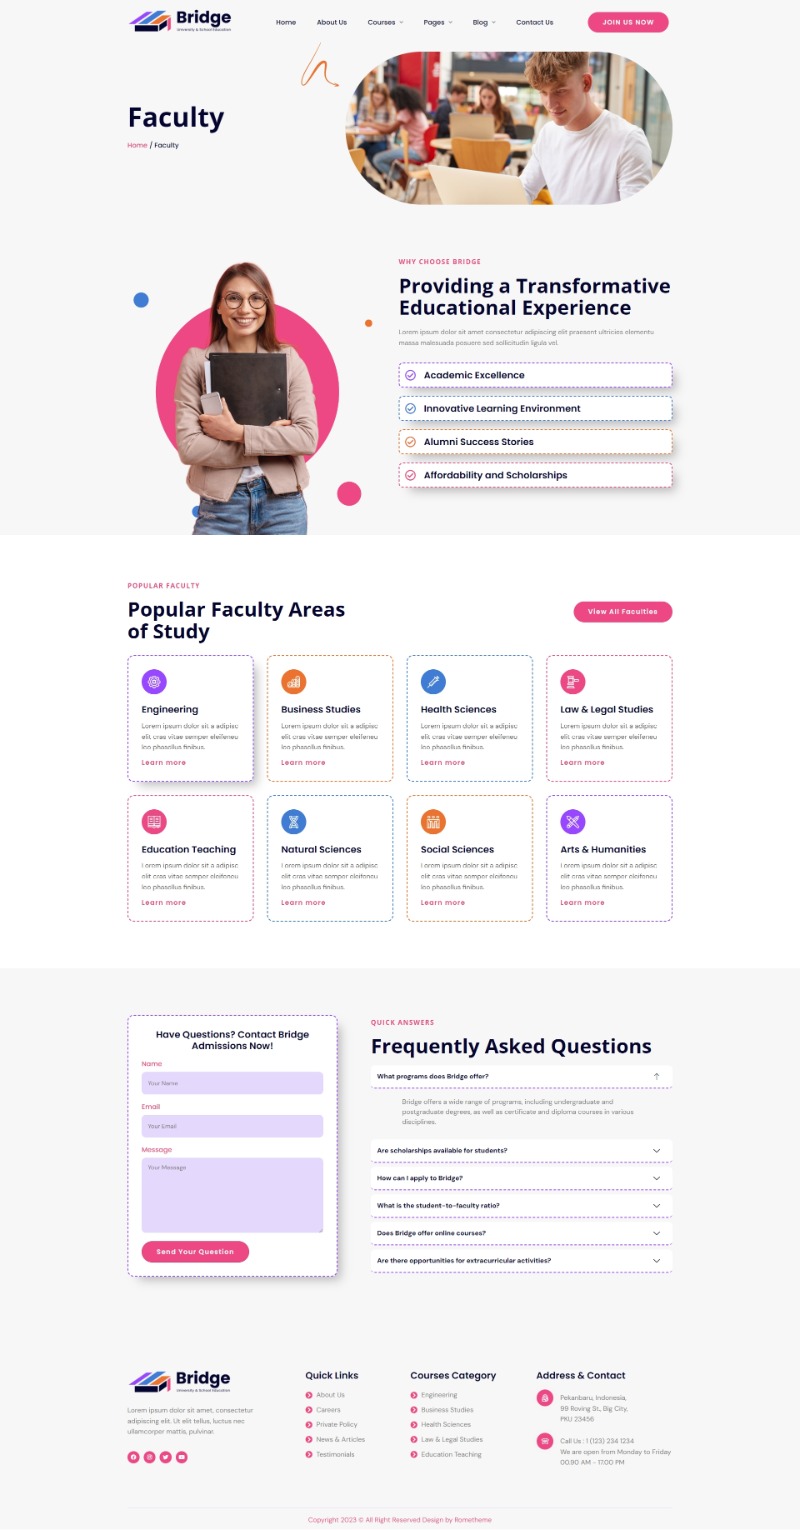 Bridge
University & School Education
Home
About Us
Courses
Pages
Blog
Contact Us
JOIN US NOW
Faculty
Home / Faculty
WHY CHOOSE BRIDGE
Providing a Transformative
Educational Experience
Lorem ipsum dolor sit amet consectetur adipiscing elit praesent ultricies elementu
massa malesuada posuere sed sollicitudin ligula vel.
Academic Excellence
Innovative Learning Environment
Alumni Success Stories
Affordability and Scholarships
POPULAR FACULTY
Popular Faculty Areas
of Study
View All Faculties
Engineering
Lorem ipsum dolor sit a adipisc
elit cras vitae semper eleifeneu
leo phasellus finibus.
Learn more
Business Studies
Lorem ipsum dolor sit a adipisc
elit cras vitae semper eleifeneu
leo phasellus finibus.
Learn more
Health Sciences
Lorem ipsum dolor sit a adipisc
elit cras vitae semper eleifeneu
leo phasellus finibus.
Learn more
Law & Legal Studies
Lorem ipsum dolor sit a adipisc
elit cras vitae semper eleifeneu
leo phasellus finibus.
Learn more
Education Teaching
Lorem ipsum dolor sit a adipisc
elit cras vitae semper eleifeneu
leo phasellus finibus.
Learn more
Natural Sciences
Lorem ipsum dolor sit a adipisc
elit cras vitae semper eleifeneu
leo phasellus finibus.
Learn more
Social Sciences
Lorem ipsum dolor sit a adipisc
elit cras vitae semper eleifeneu
leo phasellus finibus.
Learn more
Arts & Humanities
Lorem ipsum dolor sit a adipisc
elit cras vitae semper eleifeneu
leo phasellus finibus.
Learn more
Have Questions? Contact Bridge
Admissions Now!
Name
Your Name
Email
Your Email
Message
Your Message
Send Your Question
QUICK ANSWERS
Frequently Asked Questions
What programs does Bridge offer?
Bridge offers a wide range of programs, including undergraduate and
postgraduate degrees, as well as certificate and diploma courses in various
disciplines.
Are scholarships available for students?
How can I apply to Bridge?
What is the student-to-faculty ratio?
Does Bridge offer online courses?
Are there opportunities for extracurricular activities?
Bridge
University & School Education
Lorem ipsum dolor sit amet, consectetur
adipiscing elit. Ut elit tellus, luctus nec
ullamcorper mattis, pulvinar.
Quick Links
About Us
Careers
Private Policy
News & Articles
Testimonials
Courses Category
Engineering
Business Studies
Health Sciences
Law & Legal Studies
Education Teaching
Address & Contact
Pekanbaru, Indonesia,
99 Roving St., Big City,
PKU 23456
Call Us : 1 (123) 234 1234
We are open from Monday to Friday
00.90 AM - 17.00 PM
Copyright 2023 © All Right Reserved Design by Rometheme